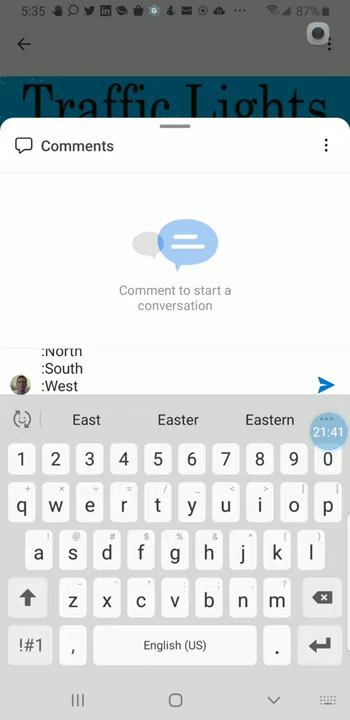 5:35 87%
Traffic Lights
Comments
Comment to start a
conversation
:North
:South
:West
East Easter Eastern
21:41
1 2 3 4 5 6 7 8 9 0
+ × ÷ = / _ < > [ ]
q w e r t y u i o p
! @ # $ % ^ & * ( )
a s d f g h j k l
- ' " : ; , ?
z x c v b n m
!#1 , English (US) .